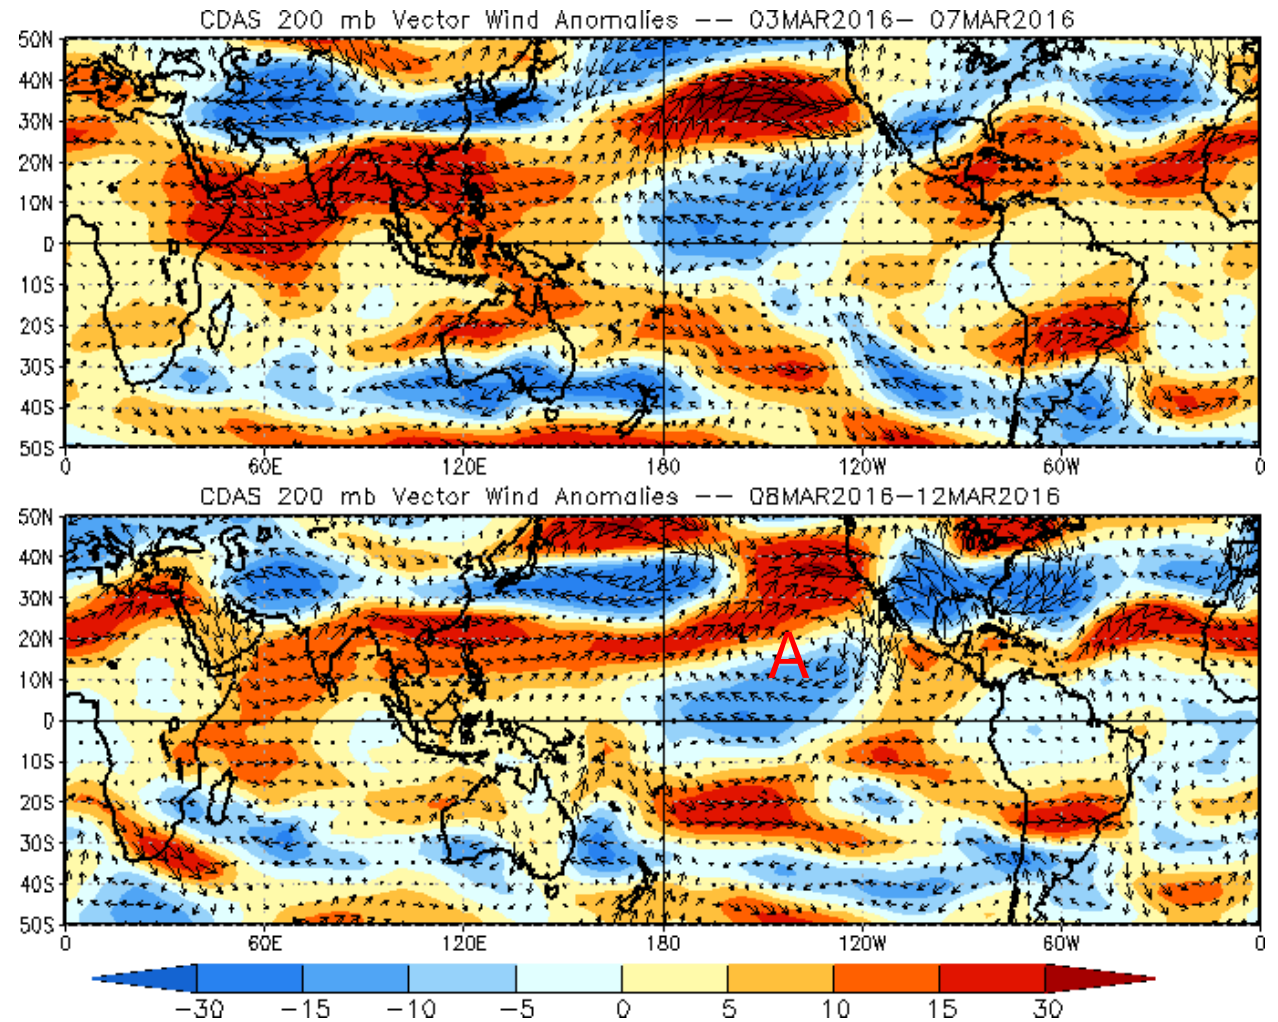 CDAS 200 mb Vector Wind Anomalies -- 03MAR2016- 07MAR2016
50N
40N
30N
20N
10N
0
10S
20S
30S
40S
50S
0 60E 120E 180 120W 60W 0
CDAS 200 mb Vector Wind Anomalies -- 08MAR2016-12MAR2016
50N
40N
30N
20N
A
10N
0
10S
20S
30S
40S
50S
0 60E 120E 180 120W 60W 0
-30 -15 -10 -5 0 5 10 15 30